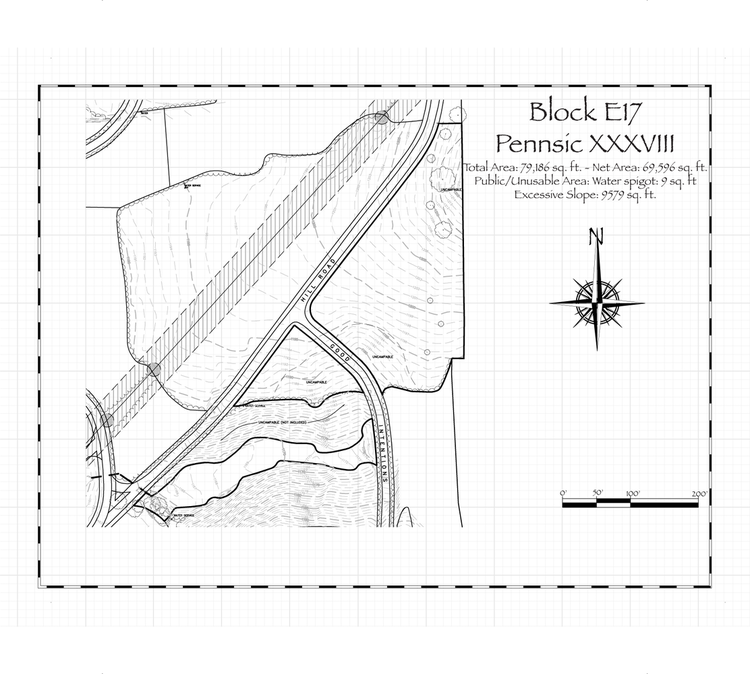 Block E17
Pennsic XXXVIII
Total Area: 79,186 sq. ft. - Net Area: 69,596 sq. ft.
Public/Unusable Area: Water spigot: 9 sq. ft
Excessive Slope: 9579 sq. ft.
N
UNCAMPABLE
HILL ROAD
GOOD
UNCAMPABLE
UNCAMPABLE
UNCAMPABLE (NOT INCLUDED)
INTENTIONS
0' 50' 100' 200'